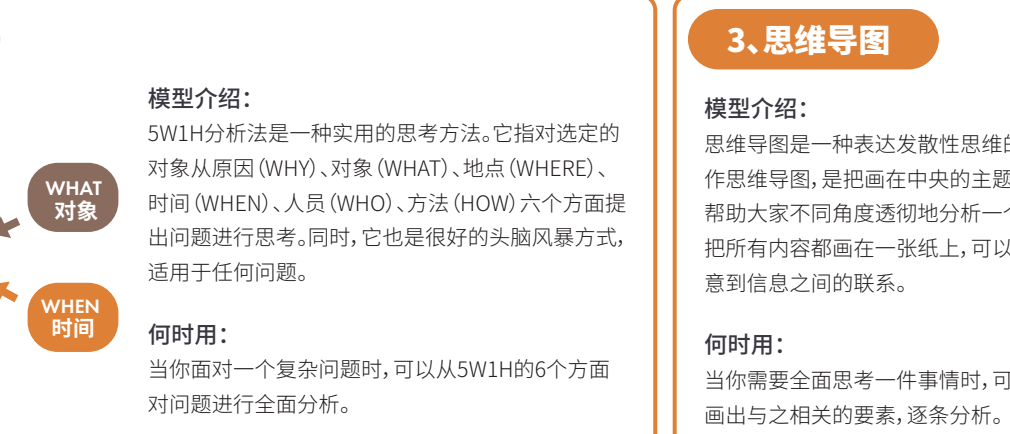 WHAT
对象
WHEN
时间
模型介绍：
5W1H分析法是一种实用的思考方法。它指对选定的
对象从原因（WHY）、对象（WHAT）、地点（WHERE）、
时间（WHEN）、人员（WHO）、方法（HOW）六个方面提
出问题进行思考。同时，它也是很好的头脑风暴方式，
适用于任何问题。
何时用：
当你面对一个复杂问题时，可以从5W1H的6个方面
对问题进行全面分析。
3、思维导图
模型介绍：
思维导图是一种表达发散性思维的
作思维导图，是把画在中央的主题
帮助大家不同角度透彻地分析一个
把所有内容都画在一张纸上，可以
意到信息之间的联系。
何时用：
当你需要全面思考一件事情时，可
画出与之相关的要素，逐条分析。